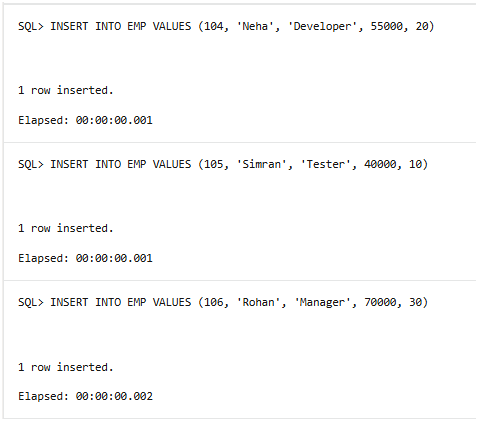 SQL> INSERT INTO EMP VALUES (104, 'Neha', 'Developer', 55000, 20)
1 row inserted.
Elapsed: 00:00:00.001
SQL> INSERT INTO EMP VALUES (105, 'Simran', 'Tester', 40000, 10)
1 row inserted.
Elapsed: 00:00:00.001
SQL> INSERT INTO EMP VALUES (106, 'Rohan', 'Manager', 70000, 30)
1 row inserted.
Elapsed: 00:00:00.002